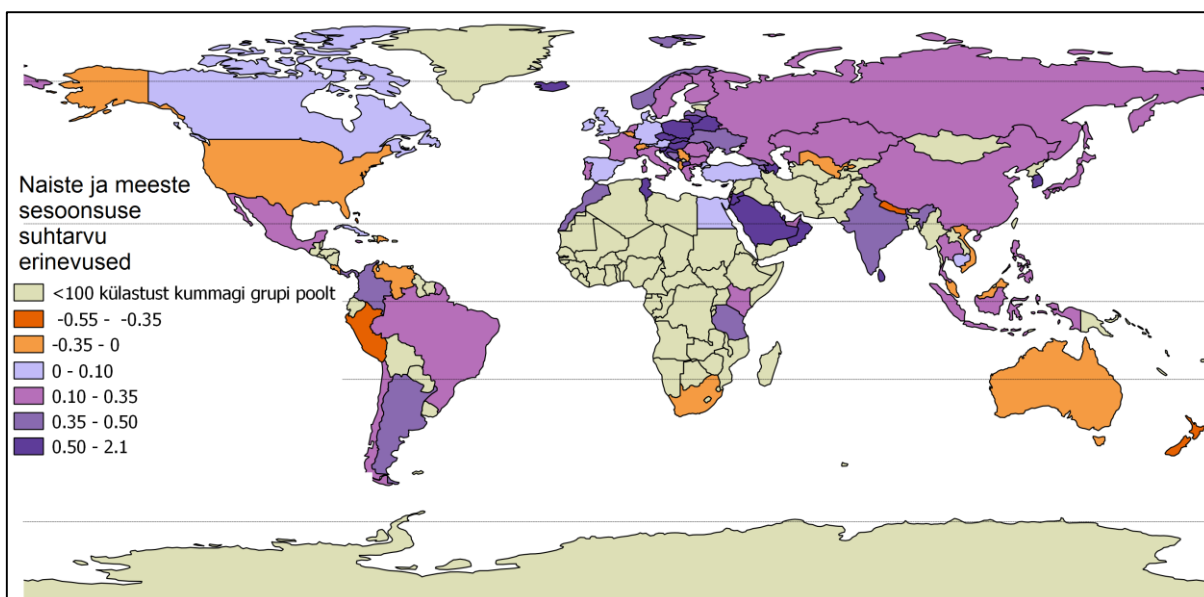 Naiste ja meeste
sesoonsuse
suhtarvu
erinevused
<100 külastust kummagi grupi poolt
-0.55 - -0.35
-0.35 - 0
0 - 0.10
0.10 - 0.35
0.35 - 0.50
0.50 - 2.1